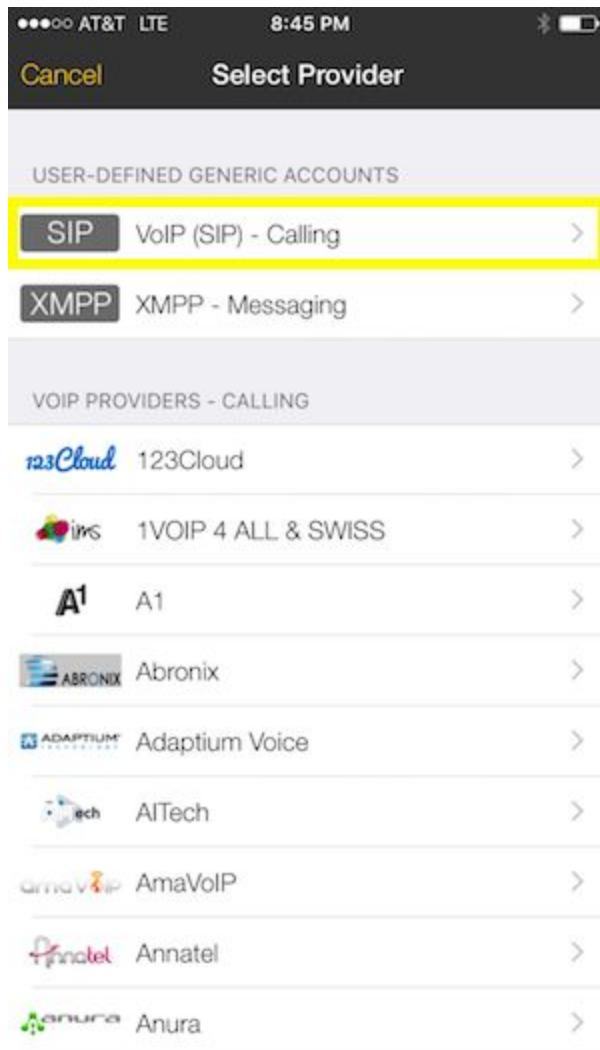 AT&T LTE 8:45 PM
Cancel Select Provider
USER-DEFINED GENERIC ACCOUNTS
SIP VoIP (SIP) - Calling
XMPP XMPP - Messaging
VOIP PROVIDERS - CALLING
123Cloud 123Cloud
ims 1VOIP 4 ALL & SWISS
A1 A1
ABRONIX Abronix
ADAPTIUM Adaptium Voice
AITech
amaVoIP AmaVoIP
Annatel Annatel
anura Anura